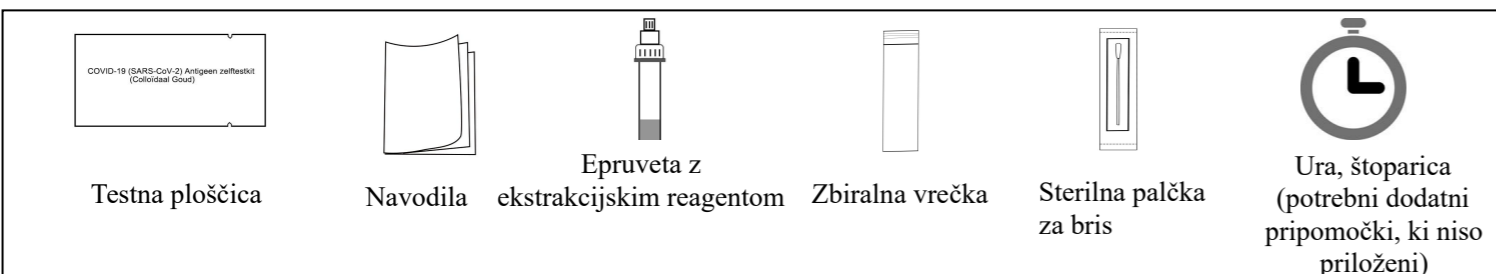 COVID-19 (SARS-CoV-2) Antigeen zelftestkit
(Colloïdaal Goud)
Testna ploščica
Navodila
Epruveta z
ekstrakcijskim reagentom
Zbiralna vrečka
Sterilna palčka
za bris
Ura, štoparica
(potrebni dodatni
pripomočki, ki niso
priloženi)